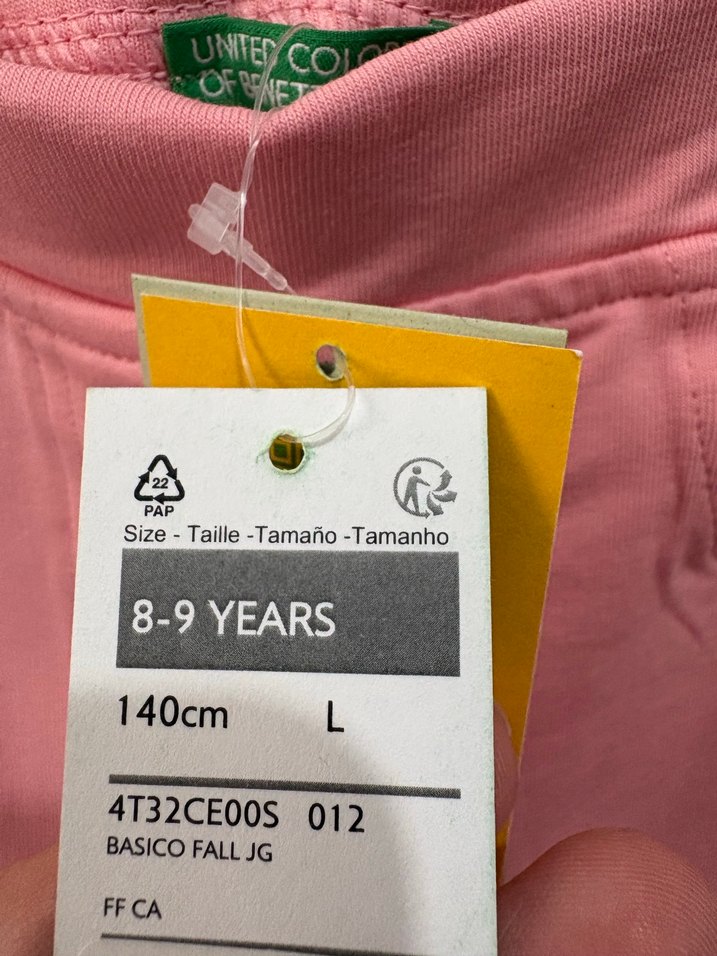 UNITED COLO
OF BENET
22
PAP
Size - Taille -Tamaño -Tamanho
8-9 YEARS
140cm L
4T32CE00S 012
BASICO FALL JG
FF CA